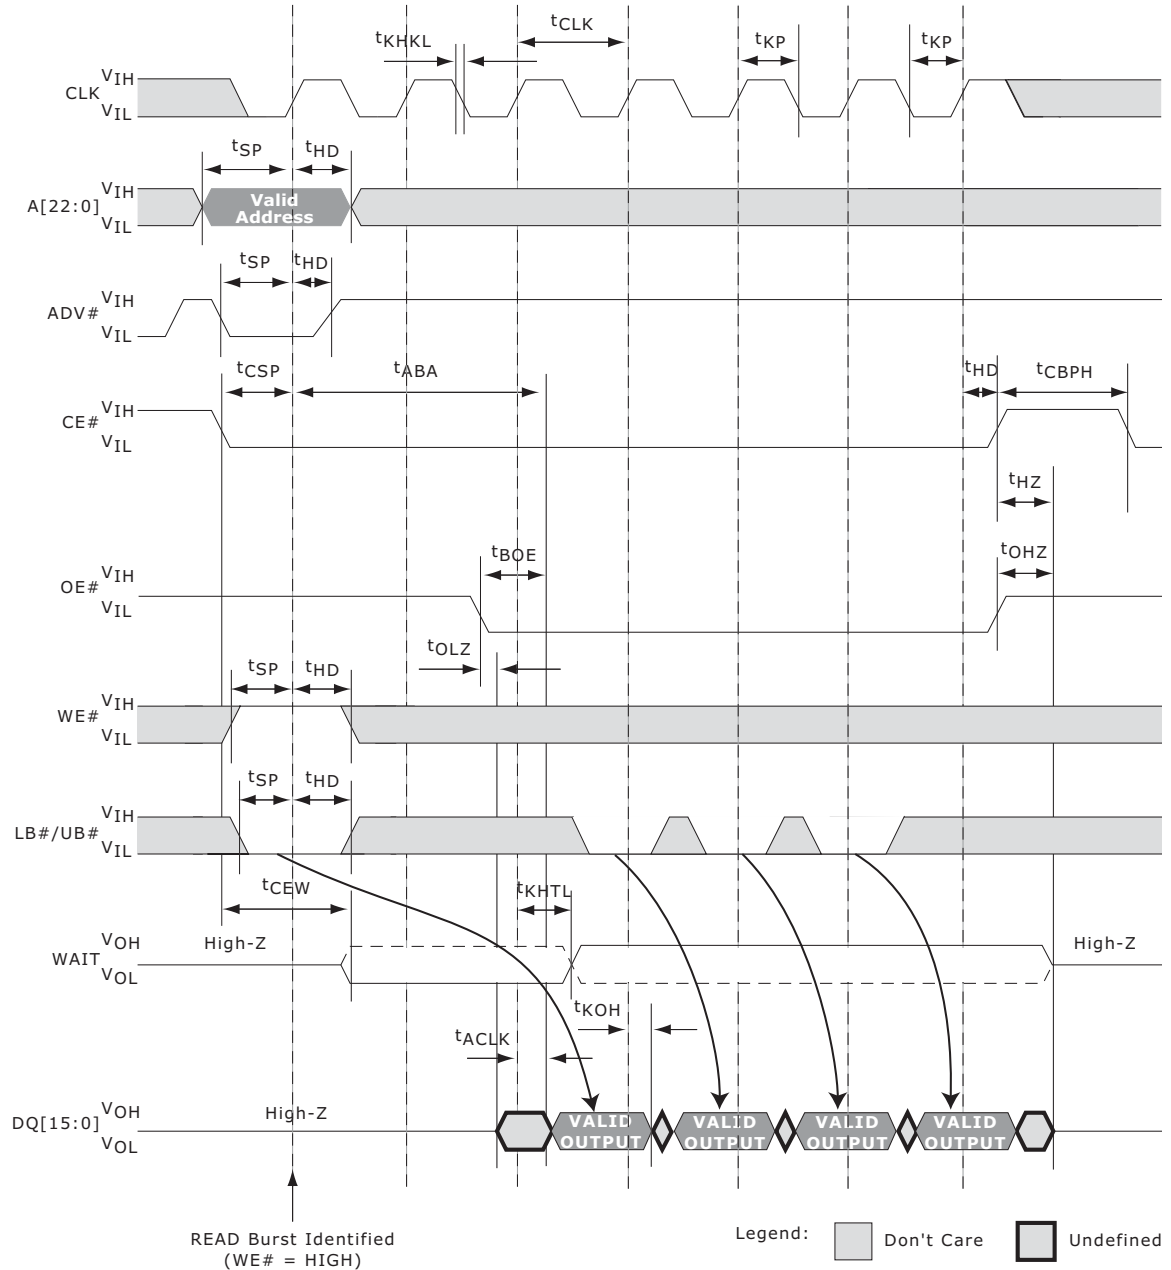 tCLK
tKHKL
tKP
tKP
CLK
VIH
VIL
tSP
tHD
A[22:0]
VIH
VIL
Valid
Address
tSP
tHD
ADV#
VIH
VIL
tCSP
tABA
tHD
tCBPH
CE#
VIH
VIL
tHZ
tBOE
tOHZ
OE#
VIH
VIL
tOLZ
tSP
tHD
WE#
VIH
VIL
tSP
tHD
LB#/UB#
VIH
VIL
tCEW
tKHTL
WAIT
VOH
VOL
High-Z
High-Z
tKOH
tACLK
DQ[15:0]
VOH
VOL
High-Z
VALID
OUTPUT
VALID
OUTPUT
VALID
OUTPUT
VALID
OUTPUT
READ Burst Identified
(WE# = HIGH)
Legend:
Don't Care
Undefined